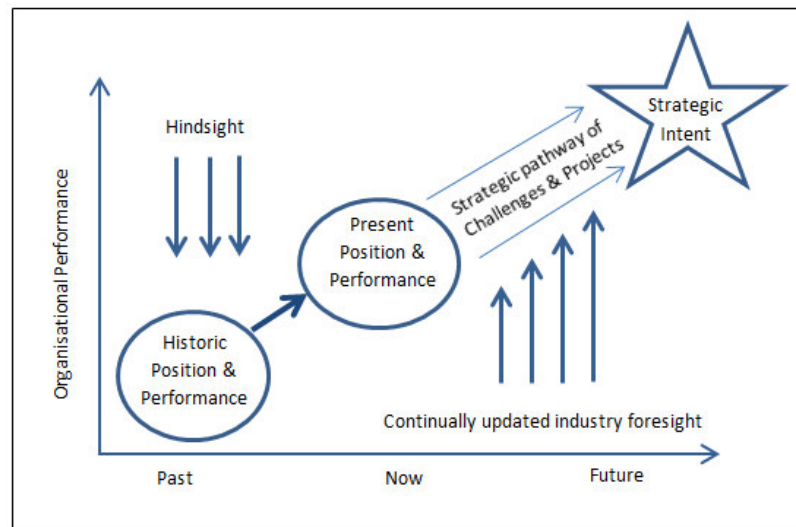 Strategic
Intent
Hindsight
Strategic pathway of
Challenges & Projects
Present
Position &
Performance
Historic
Position &
Performance
Organisational Performance
Continually updated industry foresight
Past
Now
Future